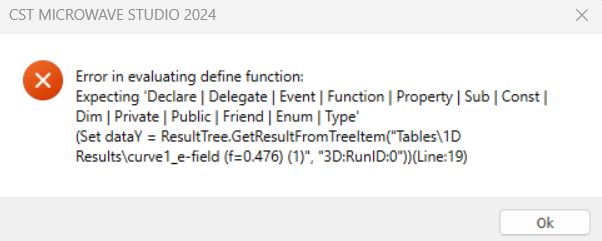 CST MICROWAVE STUDIO 2024
Error in evaluating define function:
Expecting 'Declare | Delegate | Event | Function | Property | Sub | Const |
Dim | Private | Public | Friend | Enum | Type'
(Set dataY = ResultTree.GetResultFromTreeItem("Tables\1D
Results\curve1_e-field (f=0.476) (1)", "3D:RunID:0"))(Line:19)
Ok